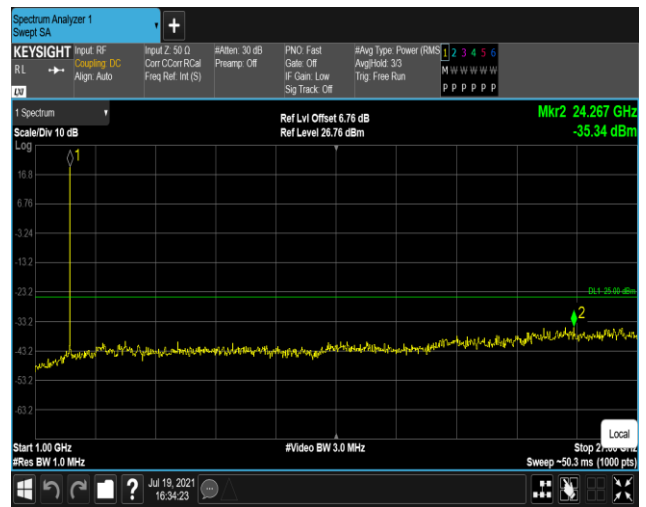 Spectrum Analyzer 1
Swept SA
+
KEYSIGHT Input: RF Input Z: 50 Ω #Atten: 30 dB PNO: Fast #Avg Type: Power (RMS 1 2 3 4 5 6
RL Coupling: DC Corr CCorr RCal Preamp: Off Gate: Off Avg|Hold: 3/3 M W W W W W
Align: Auto Freq Ref: Int (S) IF Gain: Low Trig: Free Run
LXI Sig Track: Off P P P P P P
1 Spectrum Ref Lvl Offset 6.76 dB Mkr2 24.267 GHz
Scale/Div 10 dB Ref Level 26.76 dBm -35.34 dBm
Log
1
16.8
6.76
-3.24
-13.2
-23.2
DL1 25.00 dBm
2
-33.2
-43.2
-53.2
-63.2
Local
Start 1.00 GHz #Video BW 3.0 MHz Stop 27.00 GHz
#Res BW 1.0 MHz Sweep ~50.3 ms (1000 pts)
? Jul 19, 2021
16:34:23